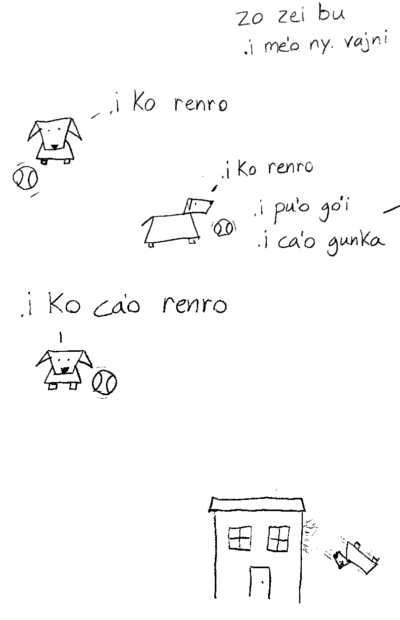 zo zei bu
.i me'o ny. vajni
.i ko renro
.i ko renro
.i pu'o go'i
.i ca'o gunka
.i ko ca'o renro